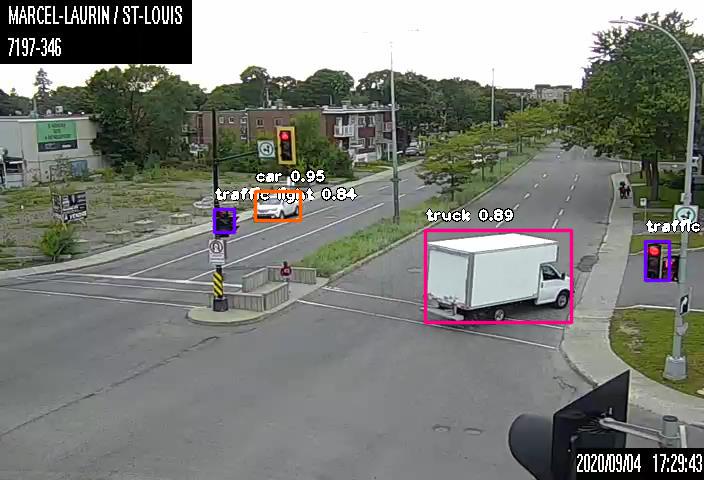 MARCEL-LAURIN / ST-LOUIS
7197-346
car 0.95
traffic-light 0.84
truck 0.89
traffic
2020/09/04 17:29:43